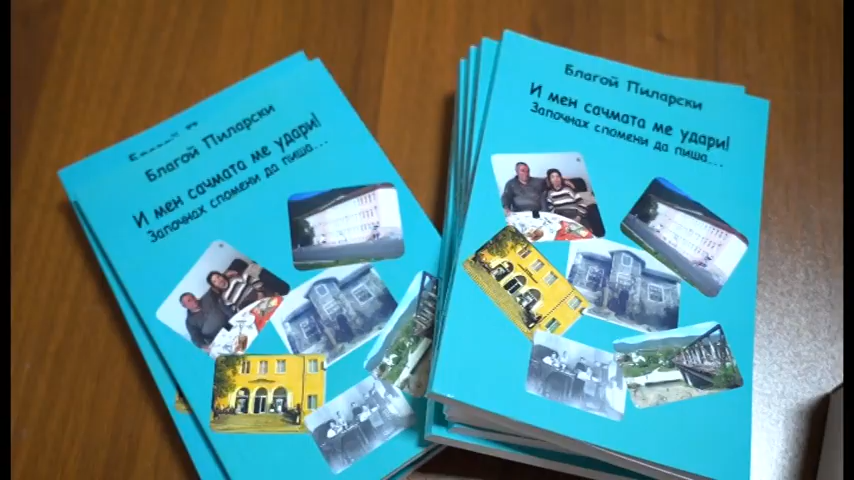 Благой Пиларски
И мен сачмата ме удари!
Започнах спомени да пиша...
Благой Пиларски
И мен сачмата ме удари!
Започнах спомени да пиша...